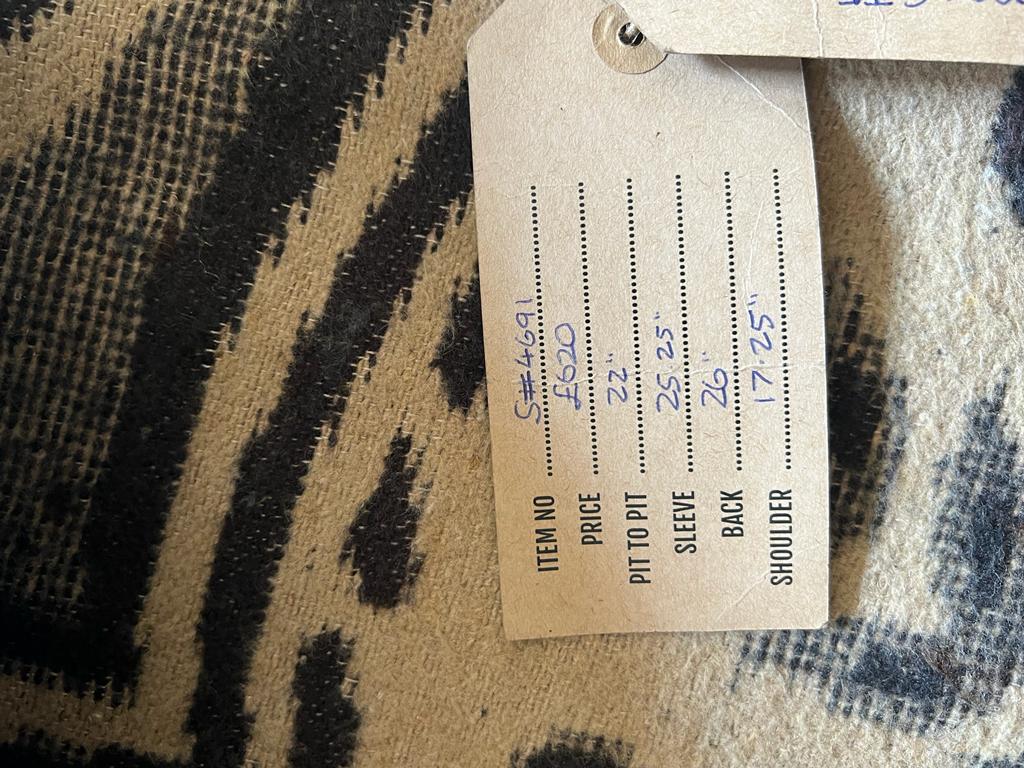 ITEM NO S#4691
PRICE £620
PIT TO PIT 22"
SLEEVE 25.25"
BACK 26"
SHOULDER 17.25"